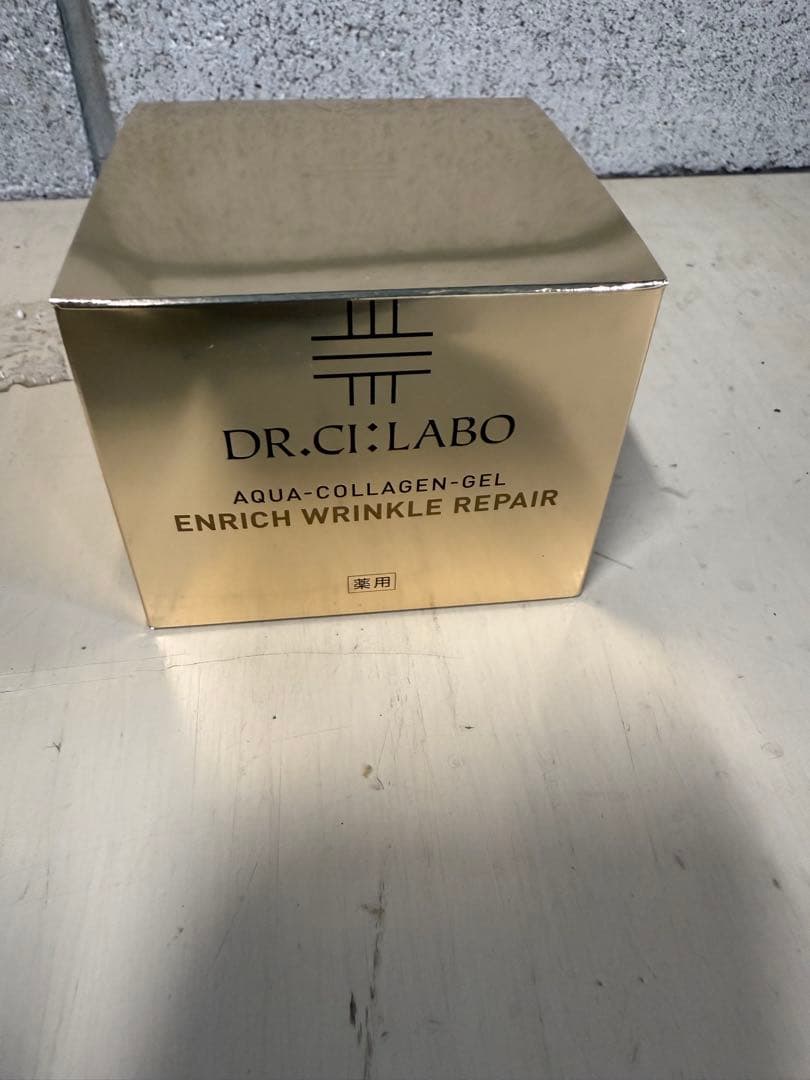 DR.CI:LABO
AQUA-COLLAGEN-GEL
ENRICH WRINKLE REPAIR
薬用